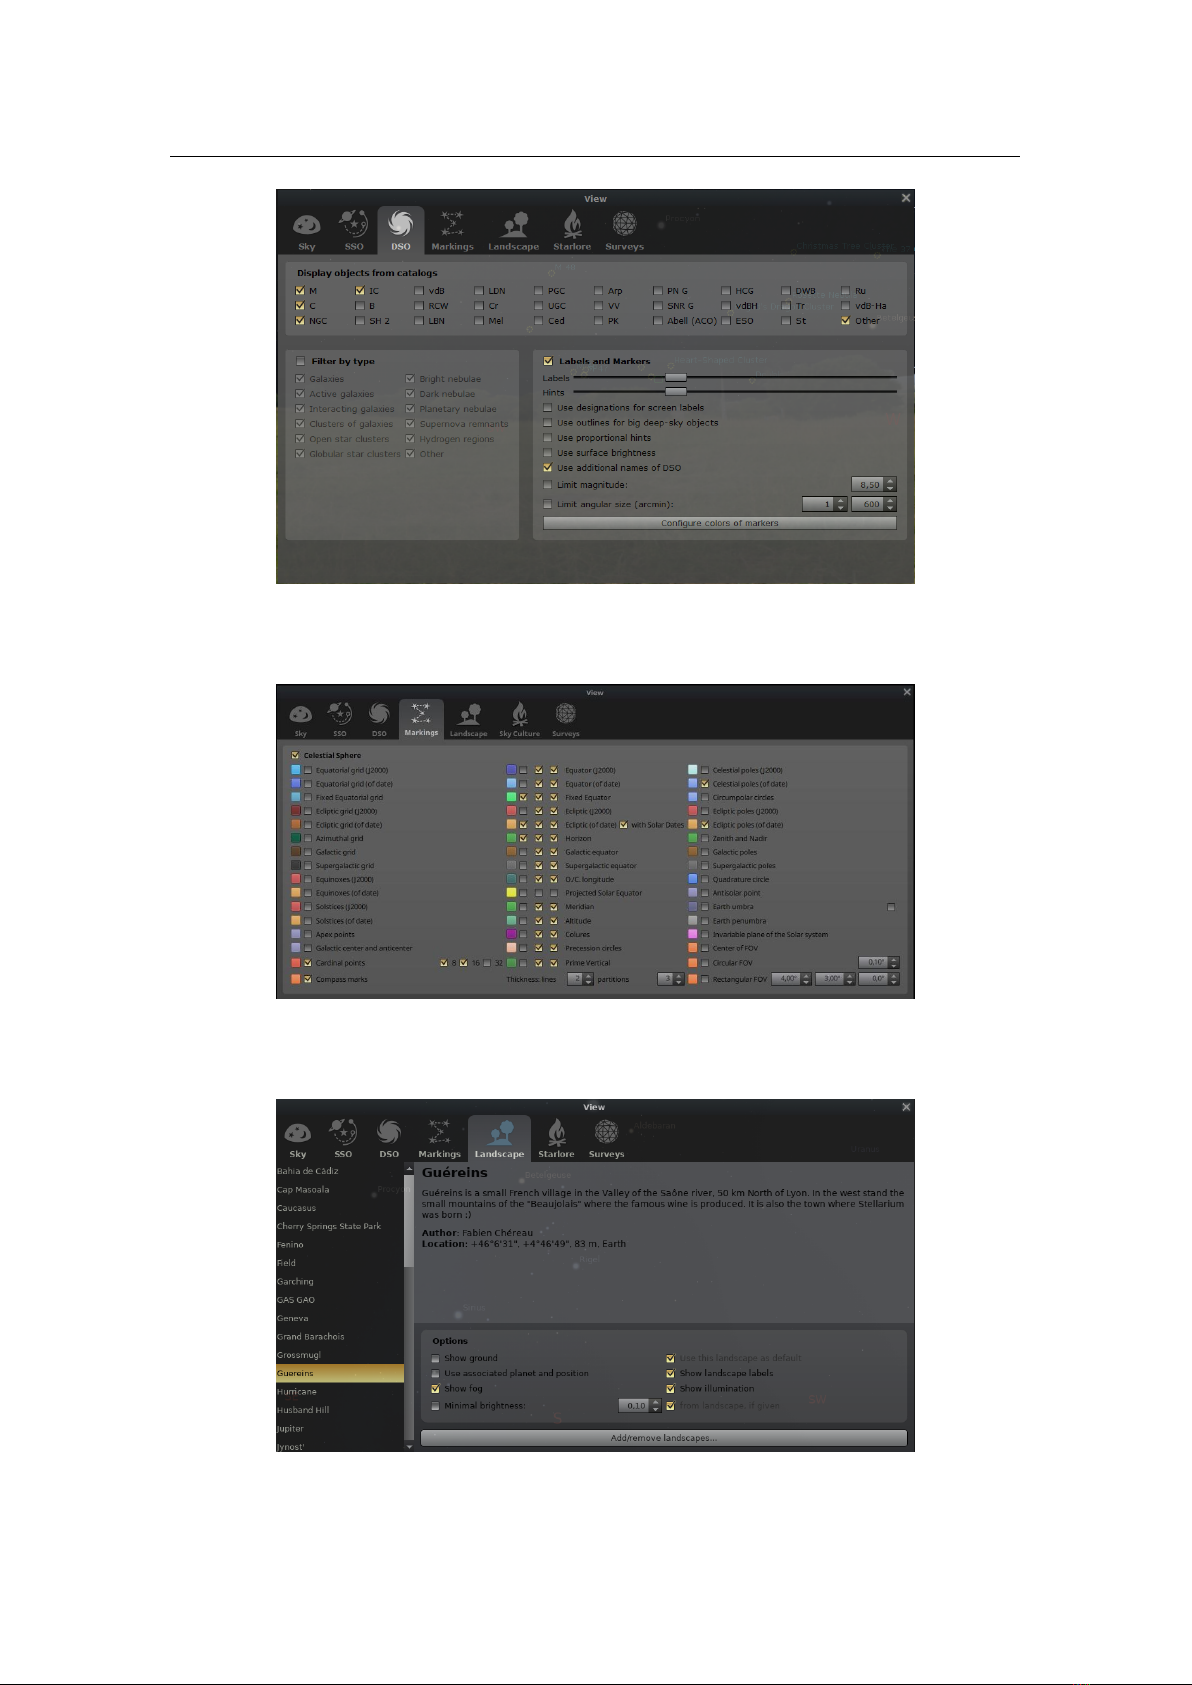 View
Sky SSO DSO Markings Landscape Starlore Surveys
Procyon
Christmas Tree Cluster
Display objects from catalogs
M IC vdB LDN PGC Arp PN G HCG DWB Ru
C B RCW Cr UGC VV SNR G vdBH Tr vdB-Ha
NGC SH 2 LBN Mel Ced PK Abell (ACO) ESO St Other
Filter by type
Galaxies Bright nebulae
Active galaxies Dark nebulae
Interacting galaxies Planetary nebulae
Clusters of galaxies Supernova remnants
Open star clusters Hydrogen regions
Globular star clusters Other
Labels and Markers
Labels
Hints
Use designations for screen labels
Use outlines for big deep-sky objects
Use proportional hints
Use surface brightness
Use additional names of DSO
Limit magnitude: 8,50
Limit angular size (arcmin): 1 600
Configure colors of markers
View
Sky SSO DSO Markings Landscape Sky Culture Surveys
Celestial Sphere
Equatorial grid (J2000) Equator (J2000) Celestial poles (J2000)
Equatorial grid (of date) Equator (of date) Celestial poles (of date)
Fixed Equatorial grid Fixed Equator Circumpolar circles
Ecliptic grid (J2000) Ecliptic (J2000) Ecliptic poles (J2000)
Ecliptic grid (of date) Ecliptic (of date) with Solar Dates Ecliptic poles (of date)
Azimuthal grid Horizon Zenith and Nadir
Galactic grid Galactic equator Galactic poles
Supergalactic grid Supergalactic equator Supergalactic poles
Equinoxes (J2000) O./C. longitude Quadrature circle
Equinoxes (of date) Projected Solar Equator Antisolar point
Solstices (J2000) Meridian Earth umbra
Solstices (of date) Altitude Earth penumbra
Apex points Colures Invariable plane of the Solar system
Galactic center and anticenter Precession circles Center of FOV
Cardinal points 8 16 32 Prime Vertical Circular FOV 0,10°
Compass marks Thickness: lines 2 partitions 3 Rectangular FOV 4,00° 3,00° 0,0°
View
Sky SSO DSO Markings Landscape Starlore Surveys
Aldebaran
Bahia de Cádiz
Cap Masoala
Caucasus
Cherry Springs State Park
Fenino
Field
Garching
GAS GAO
Geneva
Grand Barachois
Grossmugl
Guereins
Hurricane
Husband Hill
Jupiter
Jynost'
Procyon
Guéreins
Betelgeuse
Guéreins is a small French village in the Valley of the Saône river, 50 km North of Lyon. In the west stand the
small mountains of the "Beaujolais" where the famous wine is produced. It is also the town where Stellarium
was born :)
Author: Fabien Chéreau
Location: +46°6'31", +4°46'49", 83 m, Earth
Rigel
Sirius
Options
Show ground Use this landscape as default
Use associated planet and position Show landscape labels
Show fog Show illumination
Minimal brightness: 0,10 from landscape, if given
S
SW
Add/remove landscapes...